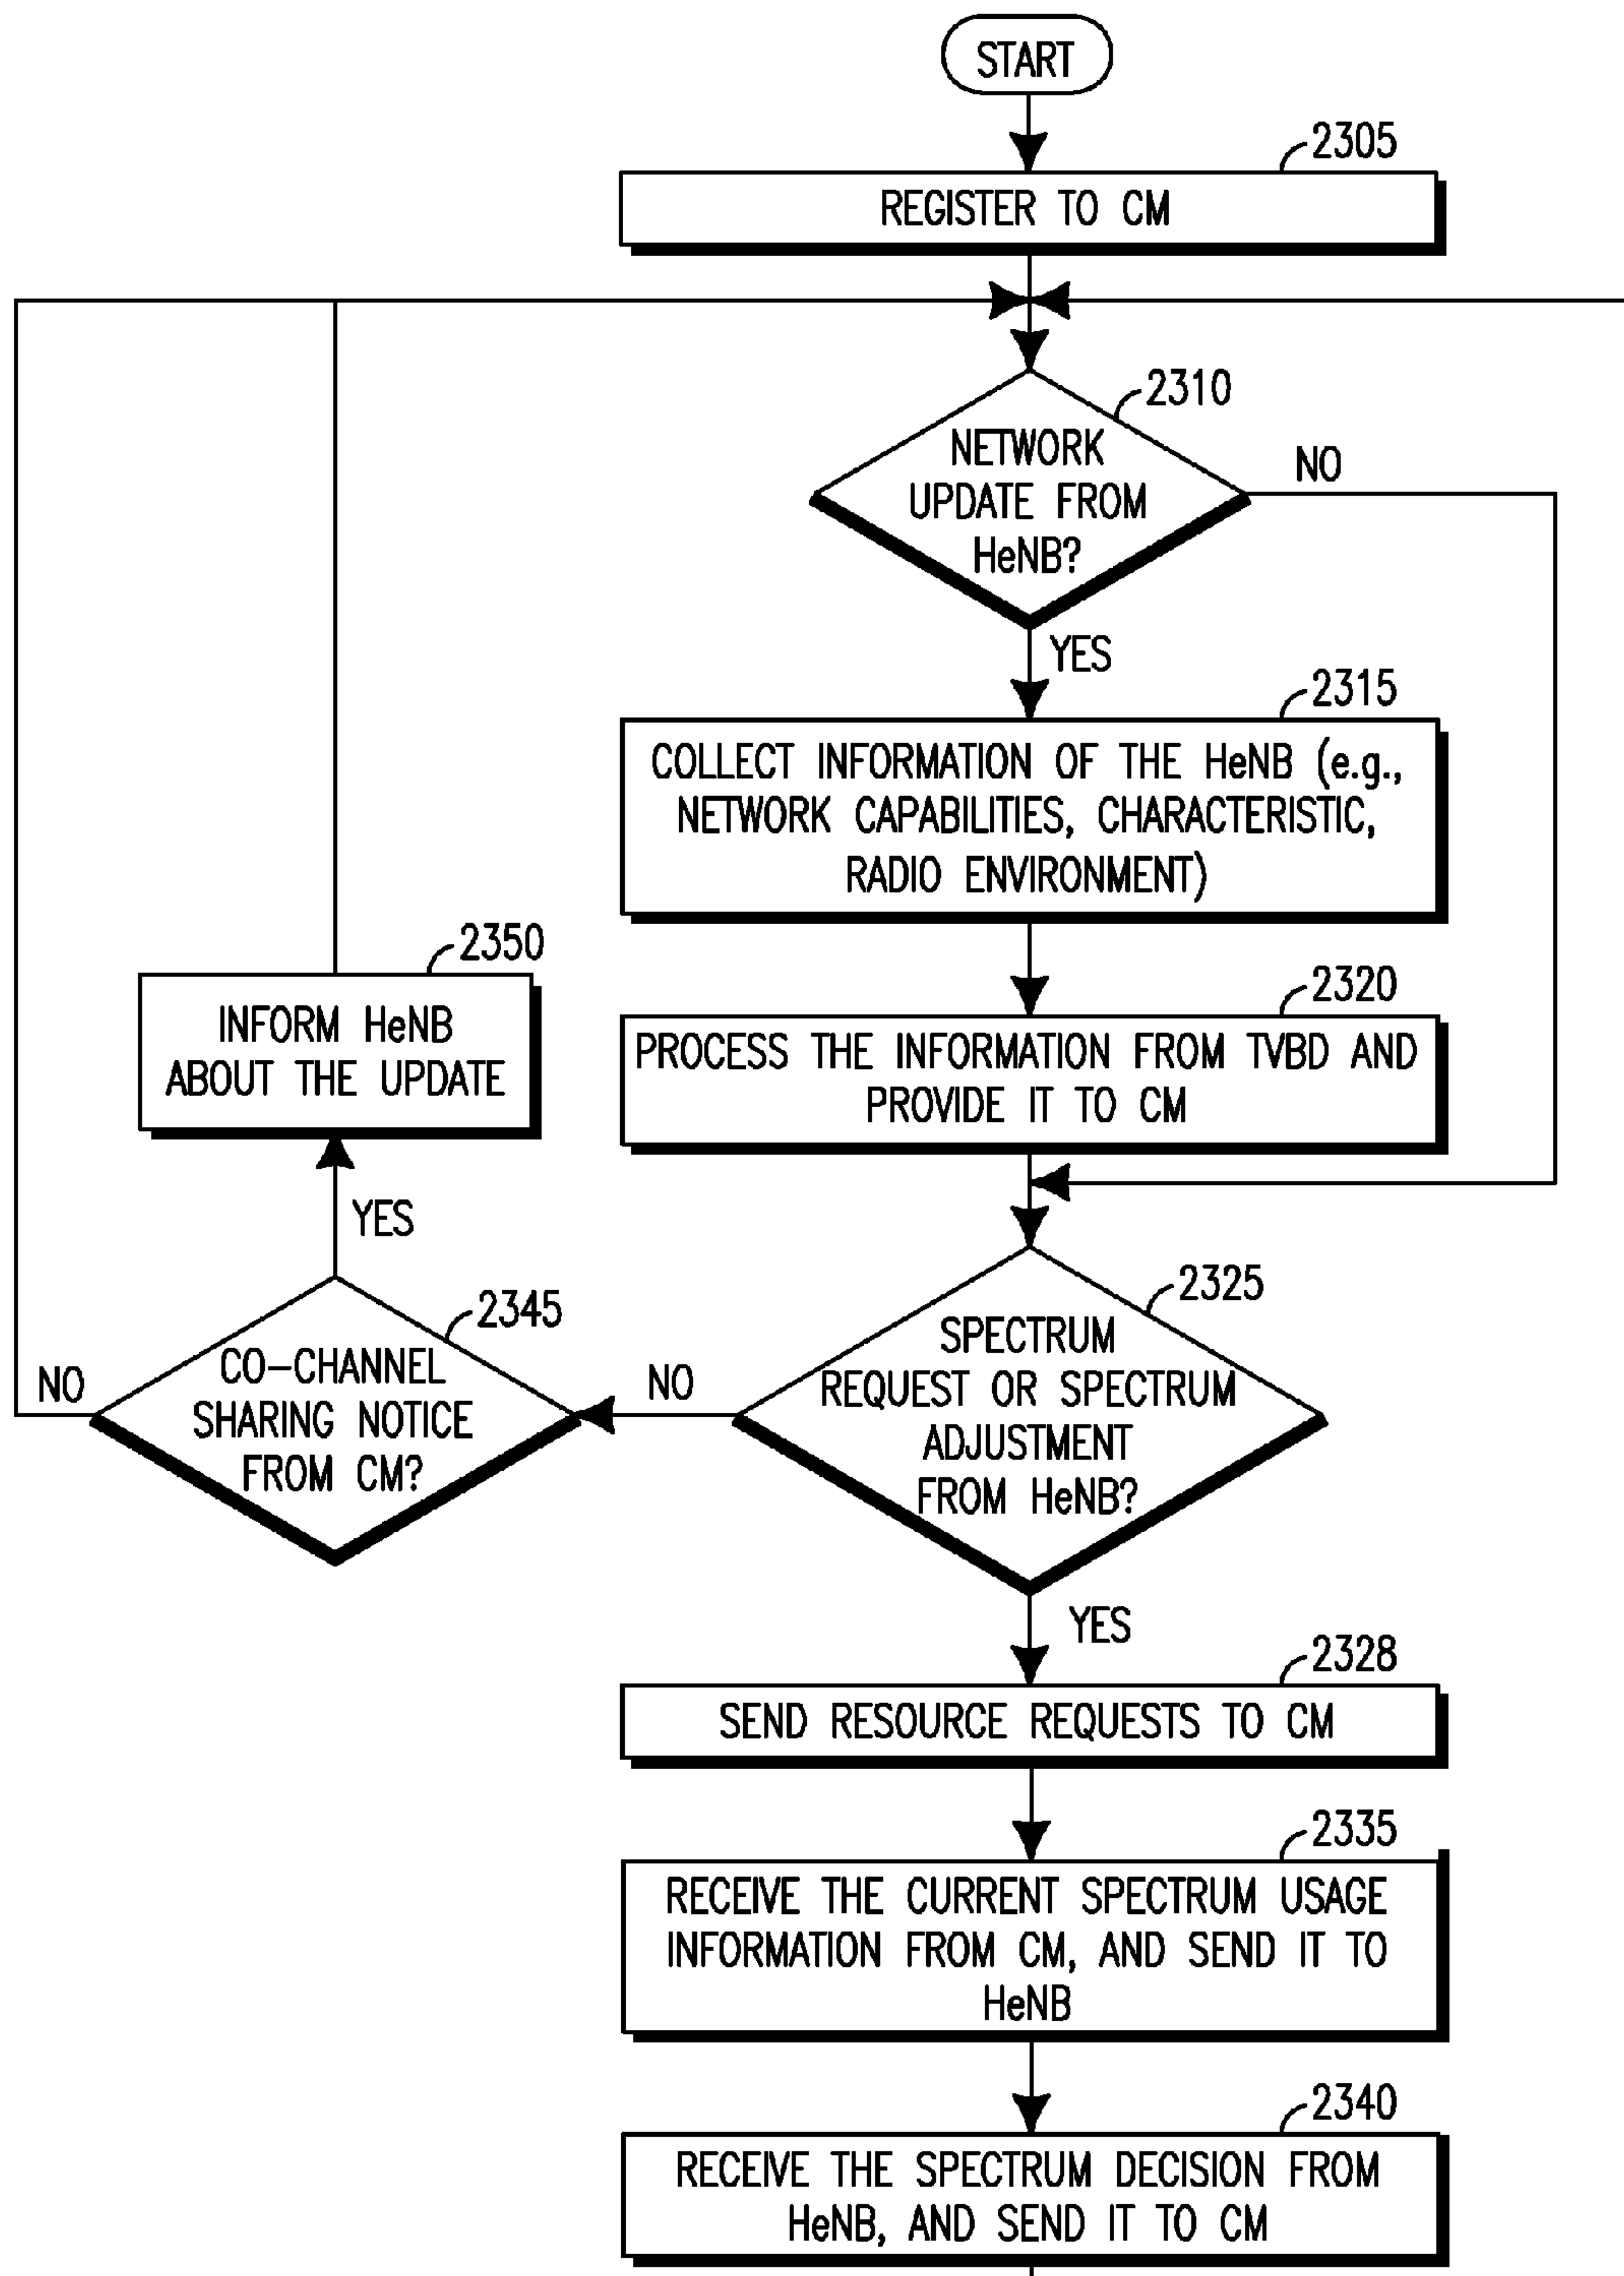 START
2305
REGISTER TO CM
2310
NETWORK
UPDATE FROM
HeNB?
NO
YES
2315
COLLECT INFORMATION OF THE HeNB (e.g.,
NETWORK CAPABILITIES, CHARACTERISTIC,
RADIO ENVIRONMENT)
2350
INFORM HeNB
ABOUT THE UPDATE
2320
PROCESS THE INFORMATION FROM TVBD AND
PROVIDE IT TO CM
YES
2345
CO-CHANNEL
SHARING NOTICE
FROM CM?
NO
NO
2325
SPECTRUM
REQUEST OR SPECTRUM
ADJUSTMENT
FROM HeNB?
YES
2328
SEND RESOURCE REQUESTS TO CM
2335
RECEIVE THE CURRENT SPECTRUM USAGE
INFORMATION FROM CM, AND SEND IT TO
HeNB
2340
RECEIVE THE SPECTRUM DECISION FROM
HeNB, AND SEND IT TO CM